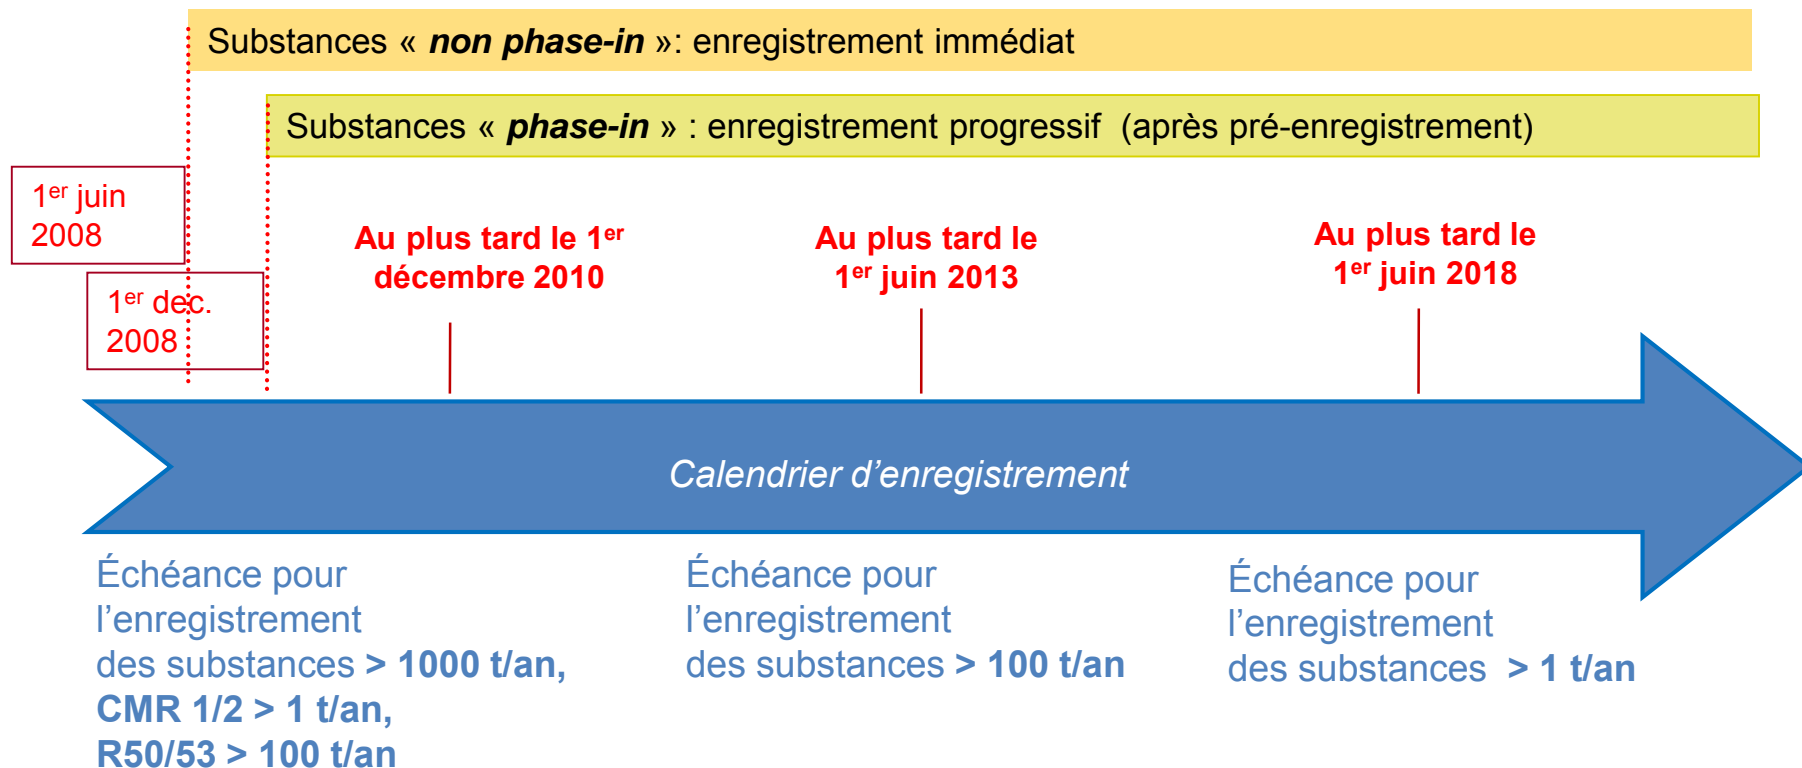 Substances « non phase-in »: enregistrement immédiat
Substances « phase-in » : enregistrement progressif (après pré-enregistrement)
1er juin
2008
1er dec.
2008
Au plus tard le 1er
décembre 2010
Au plus tard le
1er juin 2013
Au plus tard le
1er juin 2018
Calendrier d’enregistrement
Échéance pour
l’enregistrement
des substances > 1000 t/an,
CMR 1/2 > 1 t/an,
R50/53 > 100 t/an
Échéance pour
l’enregistrement
des substances > 100 t/an
Échéance pour
l’enregistrement
des substances > 1 t/an